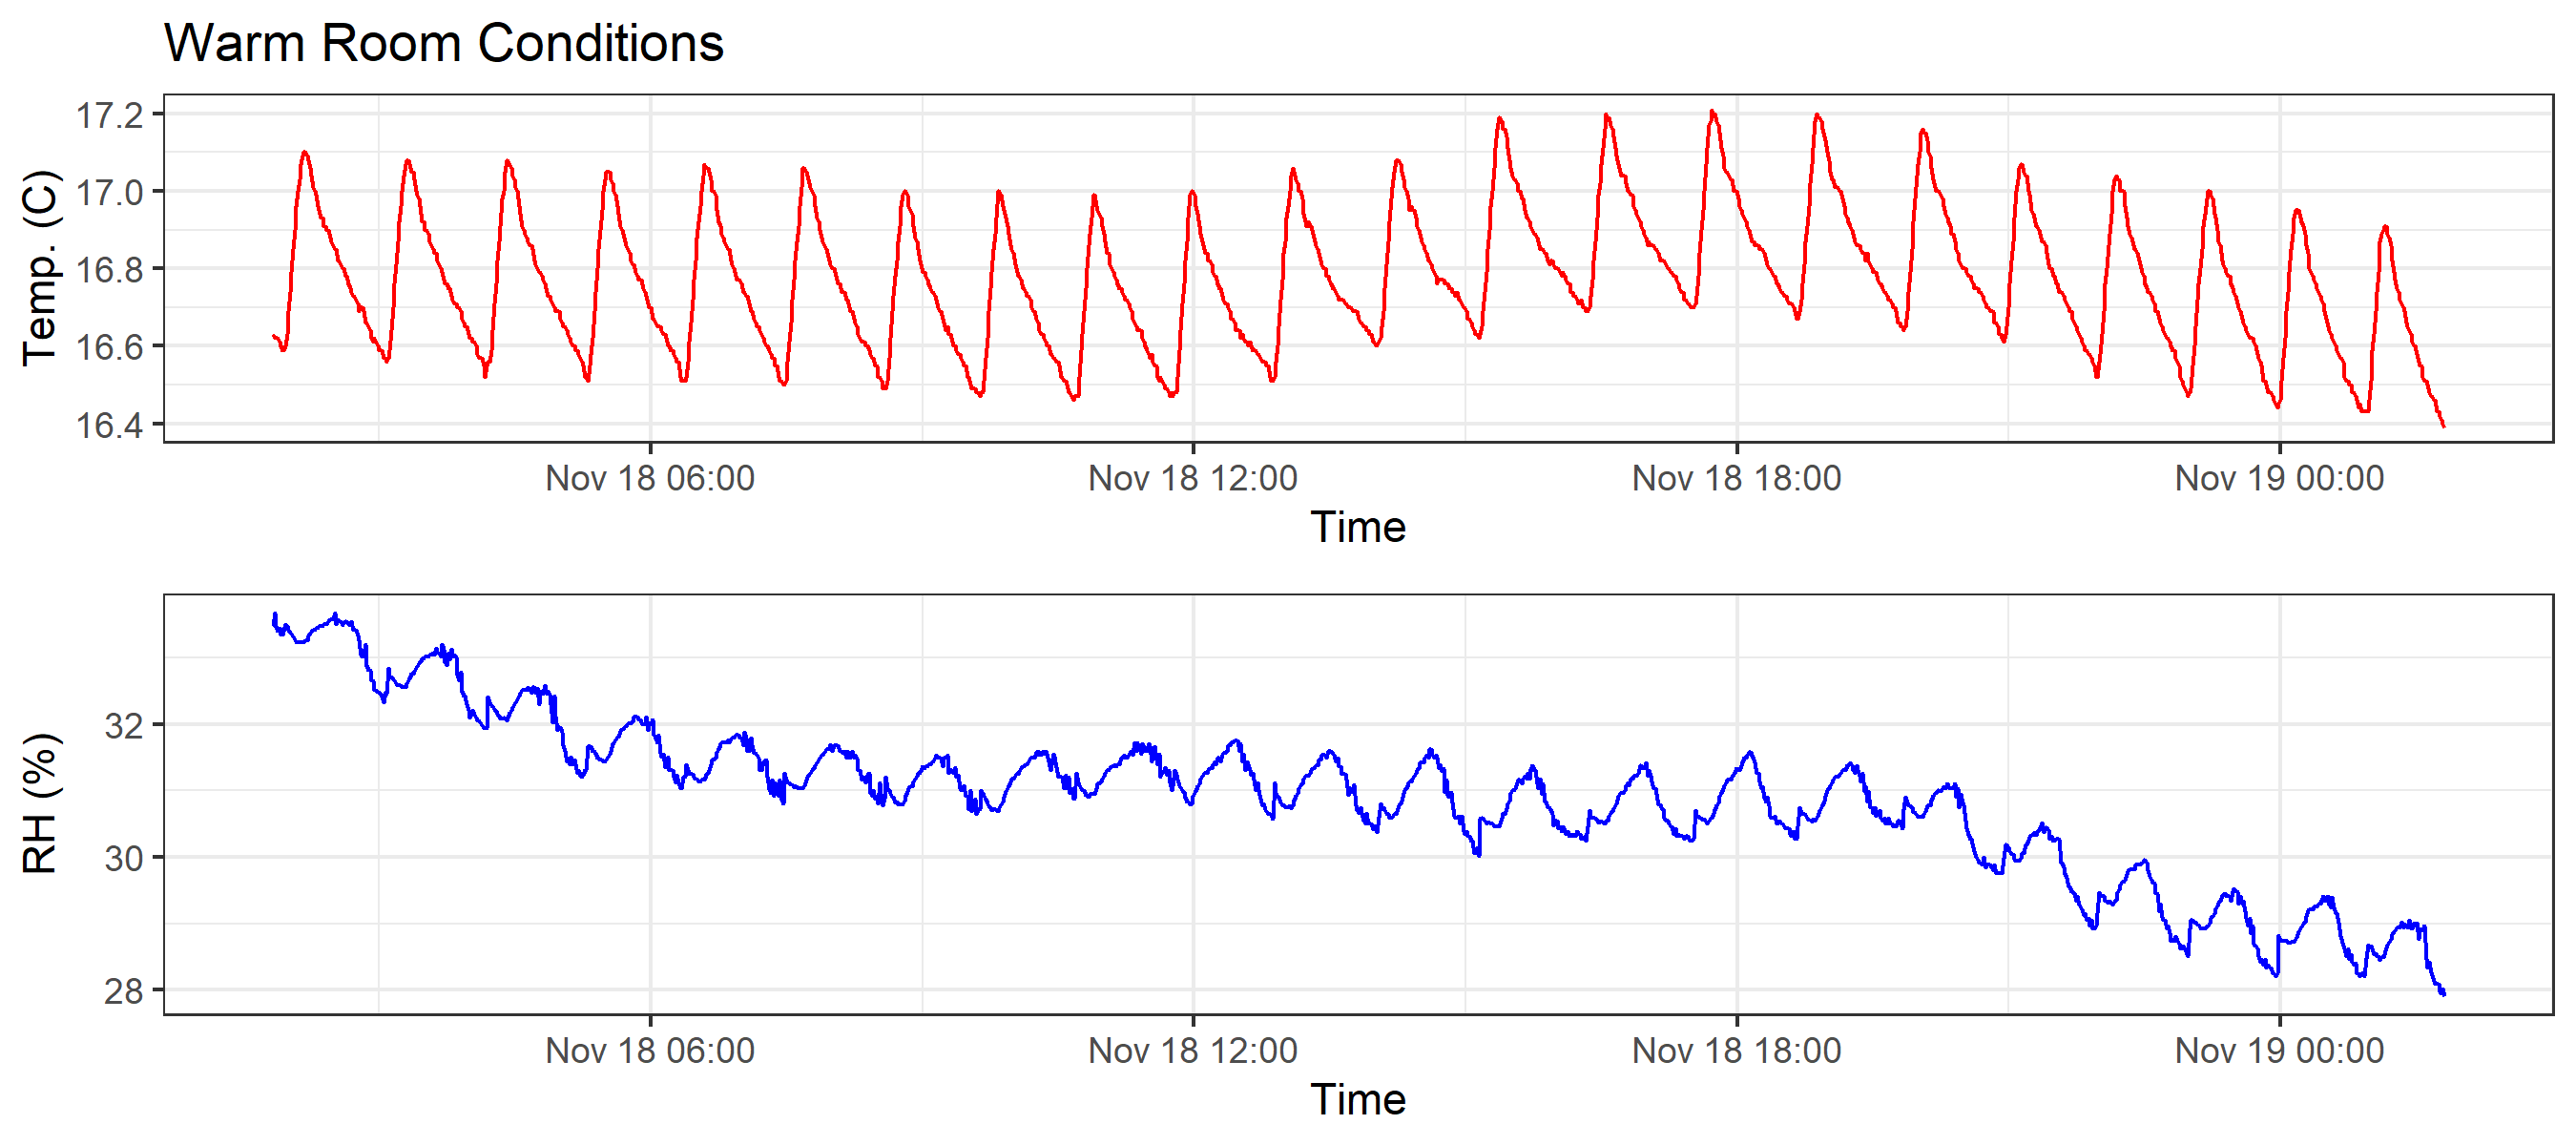 Warm Room Conditions
Temp. (C)
17.2
17.0
16.8
16.6
16.4
Nov 18 06:00 Nov 18 12:00 Nov 18 18:00 Nov 19 00:00
Time
RH (%)
32
30
28
Nov 18 06:00 Nov 18 12:00 Nov 18 18:00 Nov 19 00:00
Time